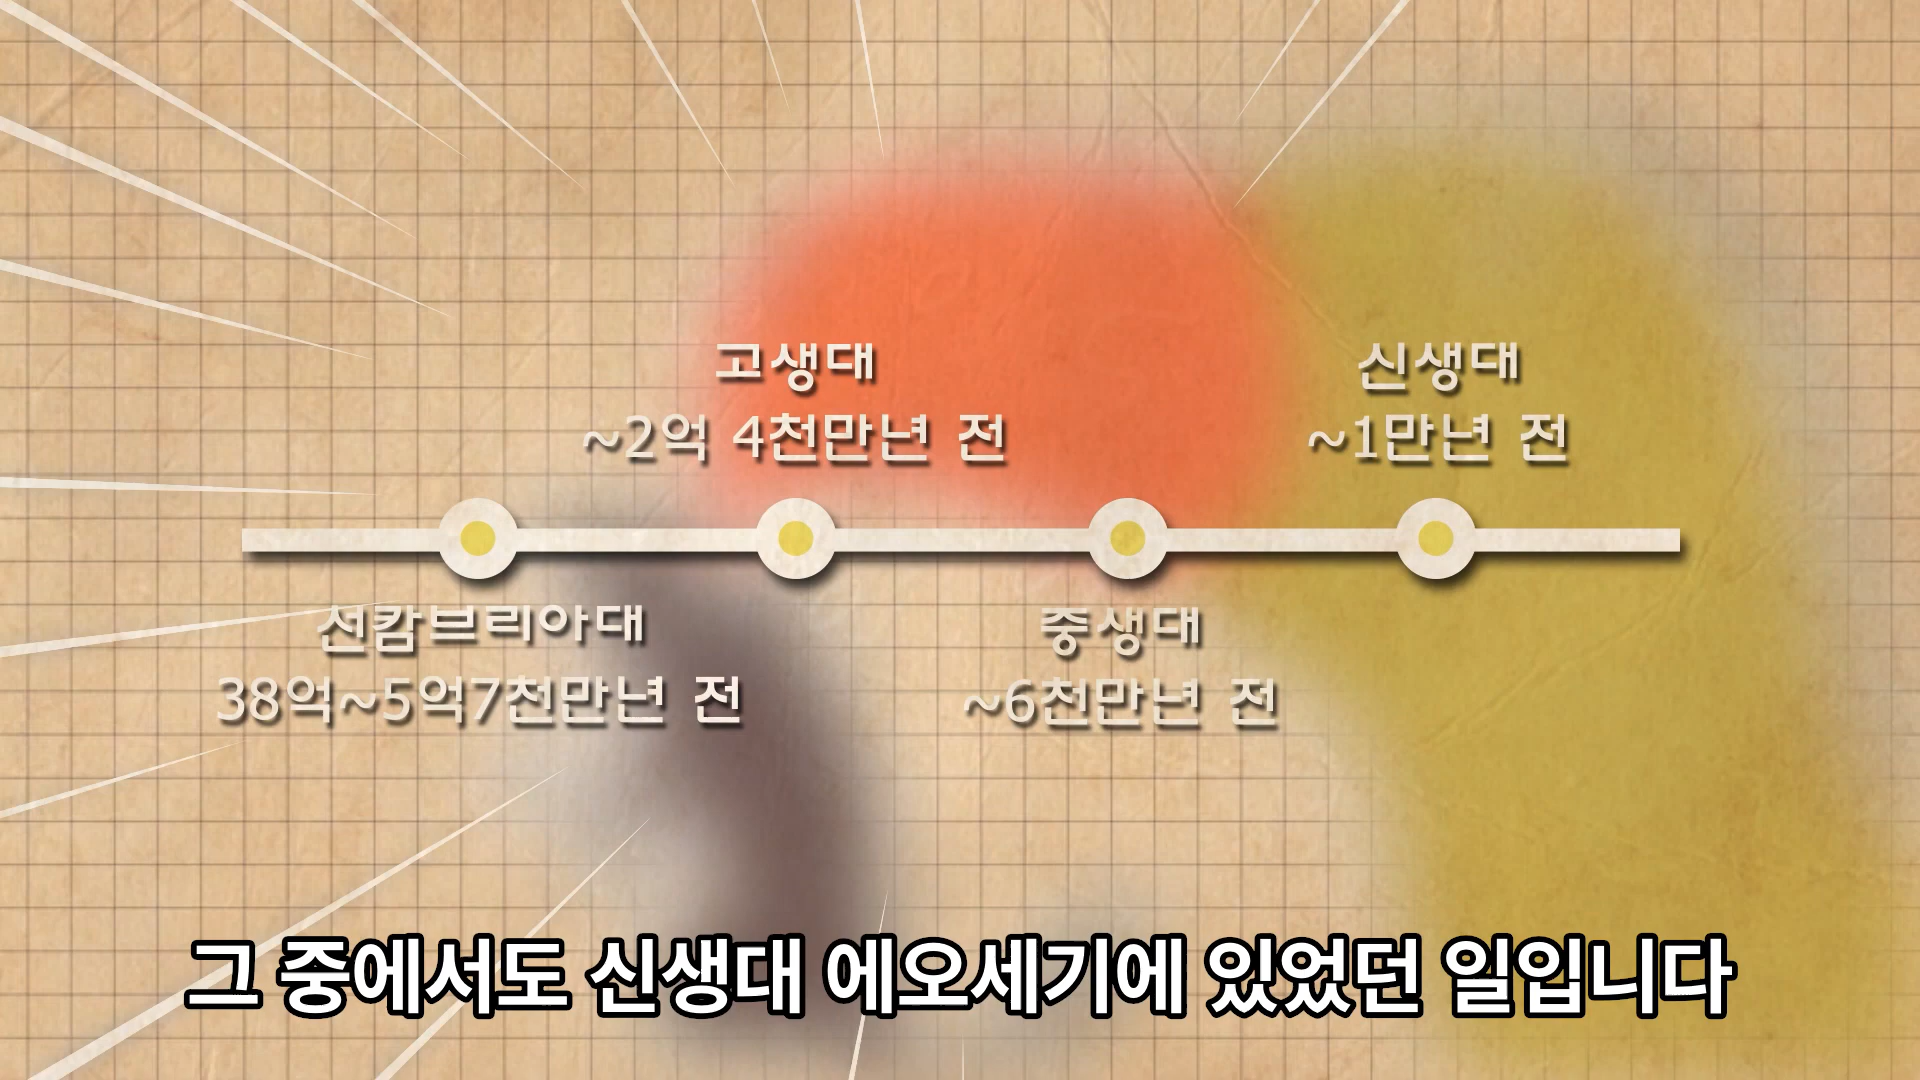 고생대
~2억 4천만년 전
신생대
~1만년 전
선캄브리아대
38억~5억7천만년 전
중생대
~6천만년 전
그 중에서도 신생대 에오세기에 있었던 일입니다